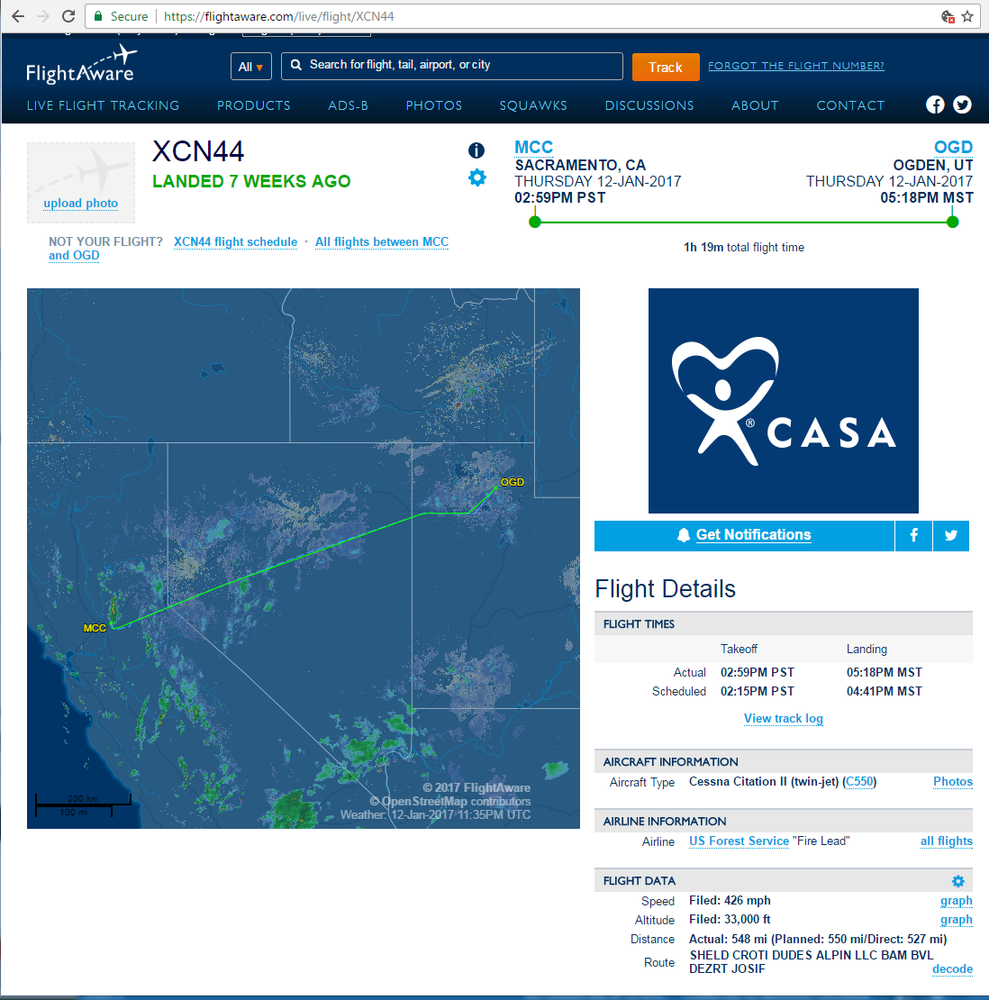 Secure
https://flightaware.com/live/flight/XCN44
FlightAware
All ▾
Search for flight, tail, airport, or city
Track
FORGOT THE FLIGHT NUMBER?
LIVE FLIGHT TRACKING PRODUCTS ADS-B PHOTOS SQUAWKS DISCUSSIONS ABOUT CONTACT
upload photo
XCN44
LANDED 7 WEEKS AGO
NOT YOUR FLIGHT? XCN44 flight schedule · All flights between MCC
and OGD
MCC
SACRAMENTO, CA
THURSDAY 12-JAN-2017
02:59PM PST
OGD
OGDEN, UT
THURSDAY 12-JAN-2017
05:18PM MST
1h 19m total flight time
OGD
MCC
200 km
100 mi
© 2017 FlightAware
© OpenStreetMap contributors
Weather: 12-Jan-2017 11:35PM UTC
® CASA
Get Notifications
Flight Details
FLIGHT TIMES
Takeoff Landing
Actual 02:59PM PST 05:18PM MST
Scheduled 02:15PM PST 04:41PM MST
View track log
AIRCRAFT INFORMATION
Aircraft Type Cessna Citation II (twin-jet) (C550) Photos
AIRLINE INFORMATION
Airline US Forest Service "Fire Lead" all flights
FLIGHT DATA
Speed Filed: 426 mph graph
Altitude Filed: 33,000 ft graph
Distance Actual: 548 mi (Planned: 550 mi/Direct: 527 mi)
Route SHELD CROTI DUDES ALPIN LLC BAM BVL
DEZRT JOSIF decode